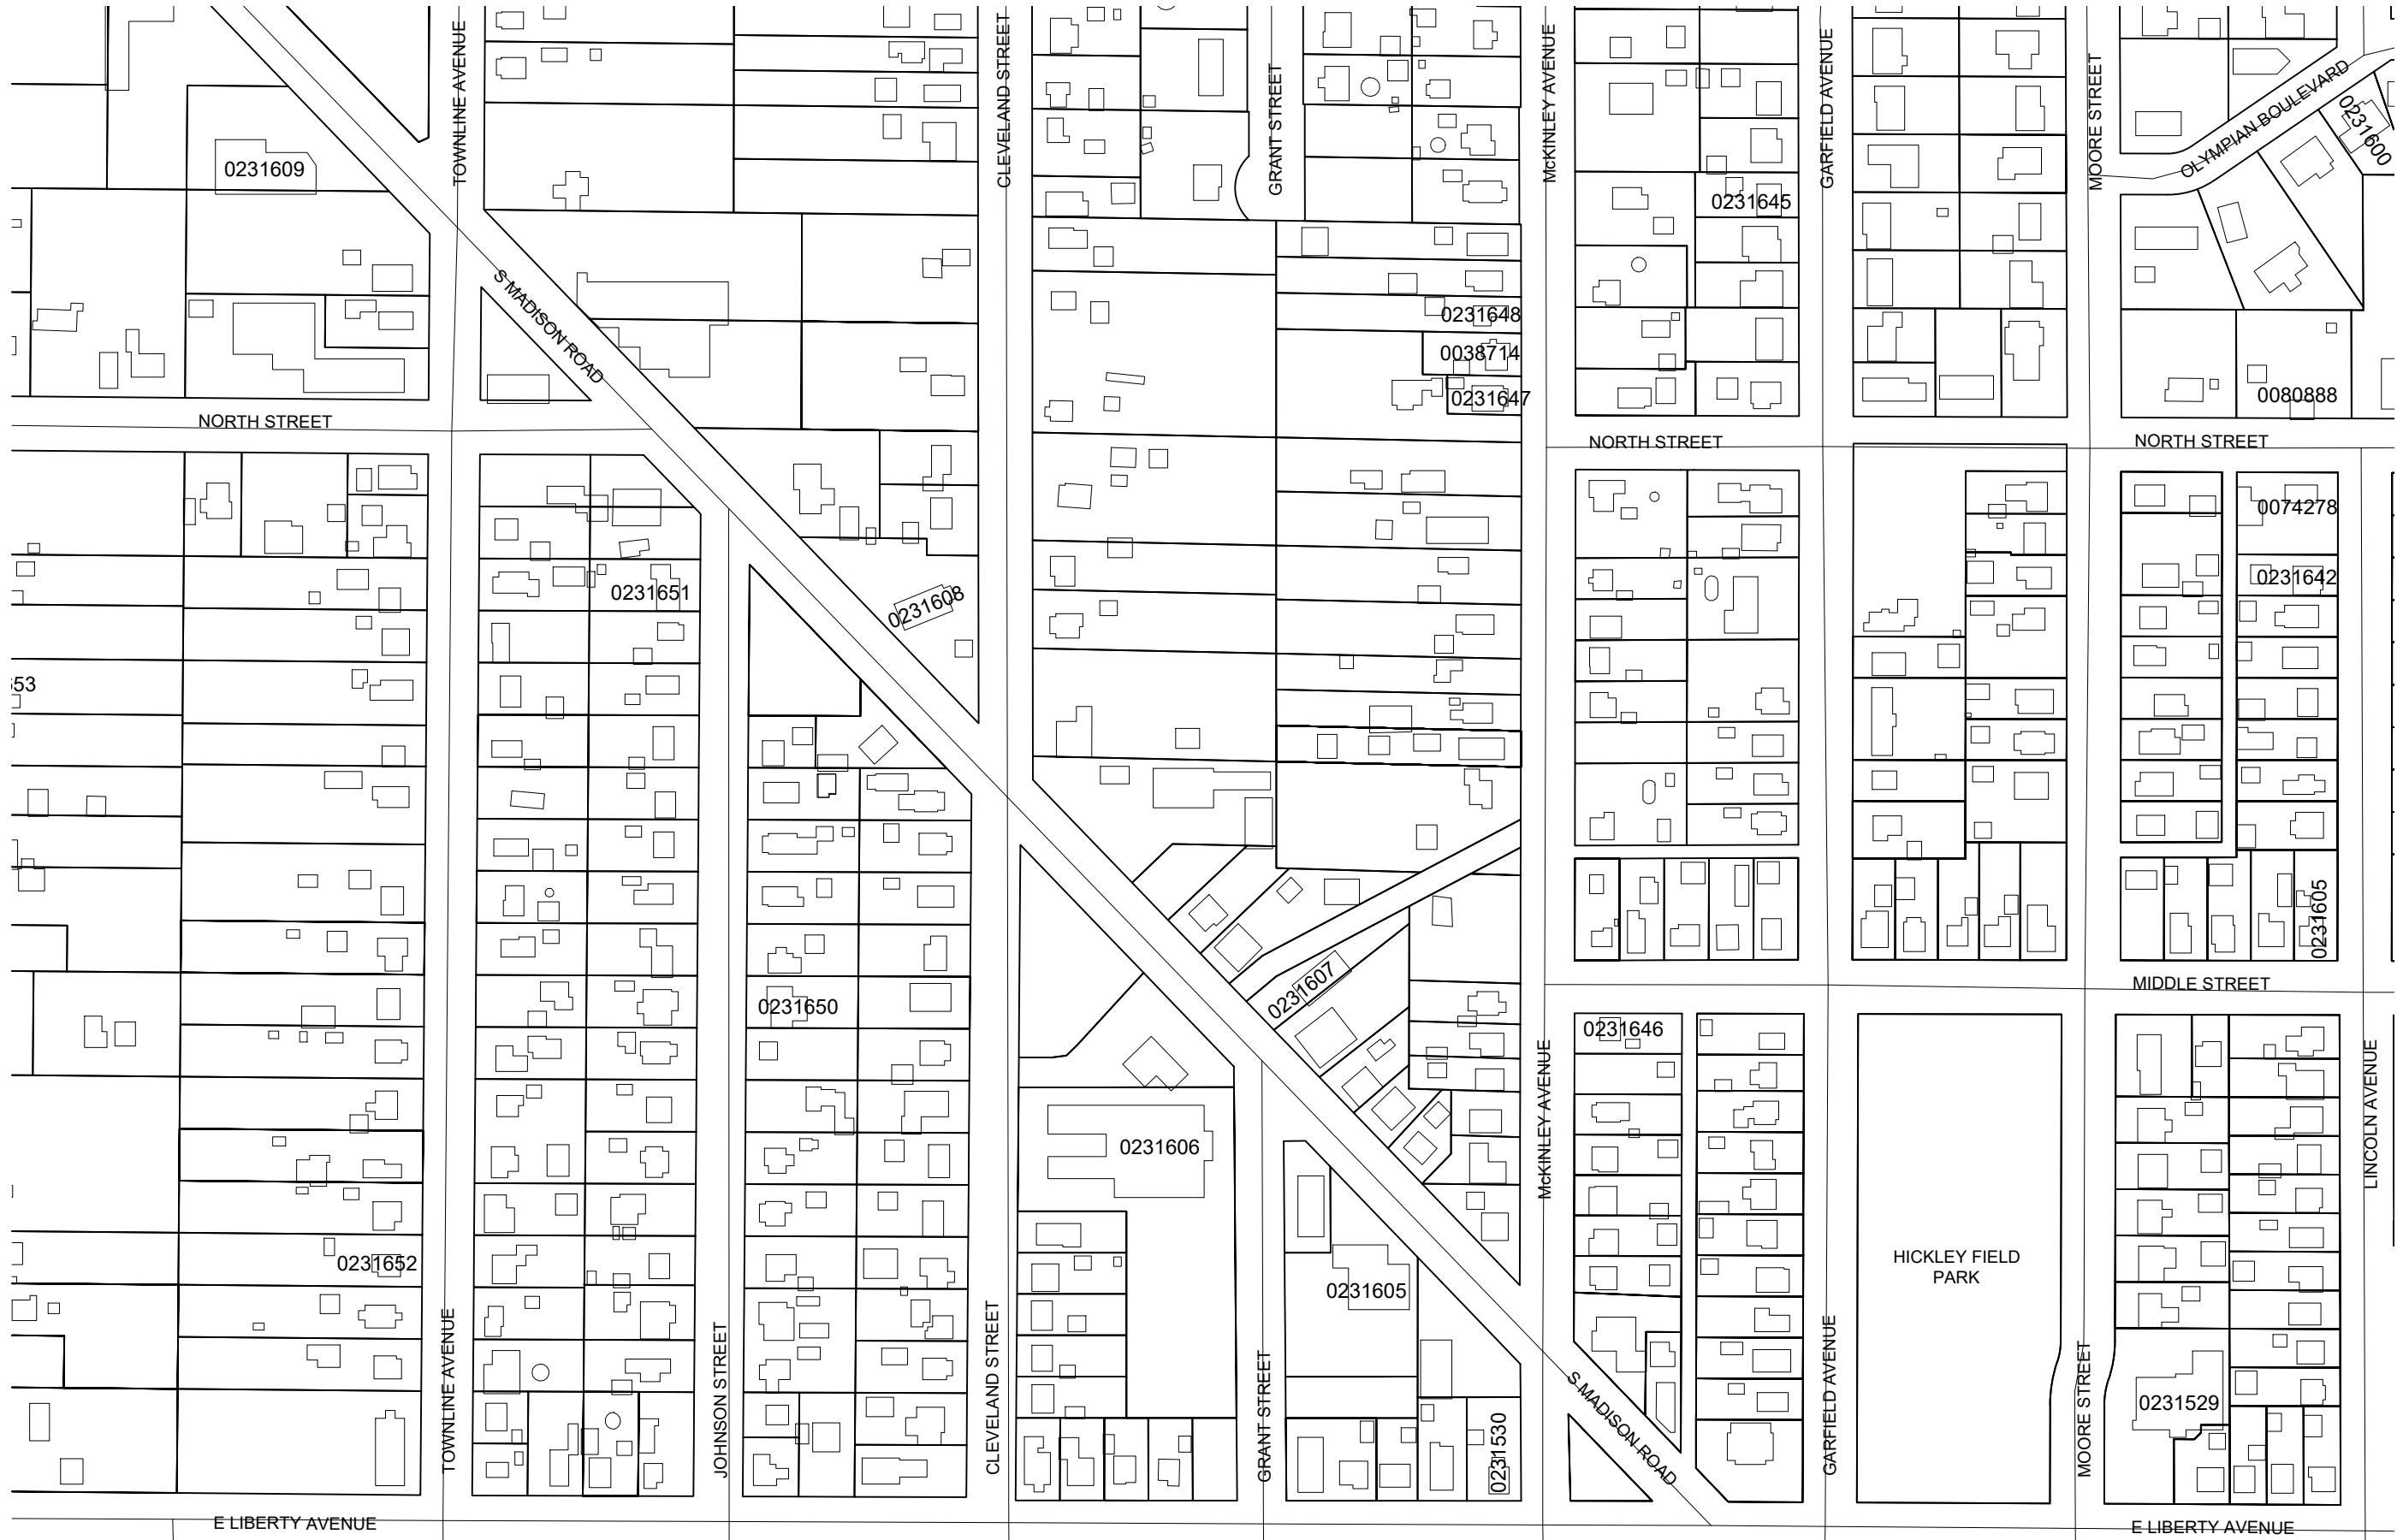 TOWNLINE AVENUE
CLEVELAND STREET
GRANT STREET
McKINLEY AVENUE
GARFIELD AVENUE
MOORE STREET
OLYMPIAN BOULEVARD
0231600
0231609
0231645
S MADISON ROAD
0231648
0038714
0231647
0080888
NORTH STREET
NORTH STREET
NORTH STREET
0074278
0231651
0231608
0231642
53
0231605
0231607
MIDDLE STREET
0231650
0231646
0231606
McKINLEY AVENUE
LINCOLN AVENUE
0231652
0231605
HICKLEY FIELD
PARK
TOWNLINE AVENUE
JOHNSON STREET
CLEVELAND STREET
GRANT STREET
0231530
S MADISON ROAD
GARFIELD AVENUE
MOORE STREET
0231529
E LIBERTY AVENUE
E LIBERTY AVENUE